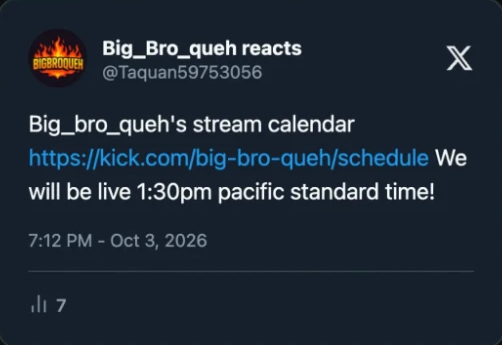 BIGBROQUEH
Big_Bro_queh reacts
@Taquan59753056
Big_bro_queh's stream calendar
https://kick.com/big-bro-queh/schedule We
will be live 1:30pm pacific standard time!
7:12 PM - Oct 3, 2026
7